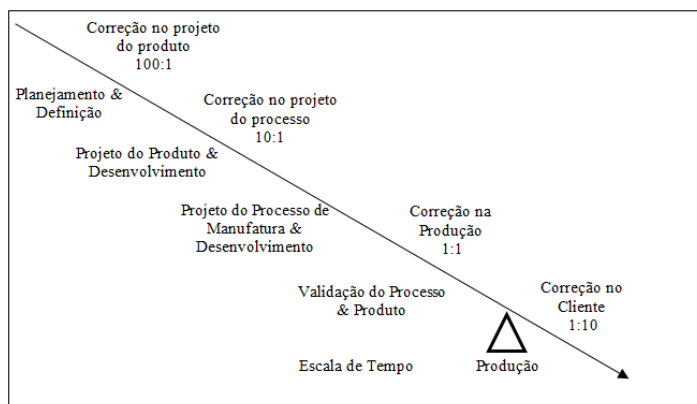 Correção no projeto
do produto
100:1
Planejamento &
Definição
Correção no projeto
do processo
10:1
Projeto do Produto &
Desenvolvimento
Projeto do Processo de
Manufatura &
Desenvolvimento
Correção na
Produção
1:1
Validação do Processo
& Produto
Correção no
Cliente
1:10
Escala de Tempo
Produção